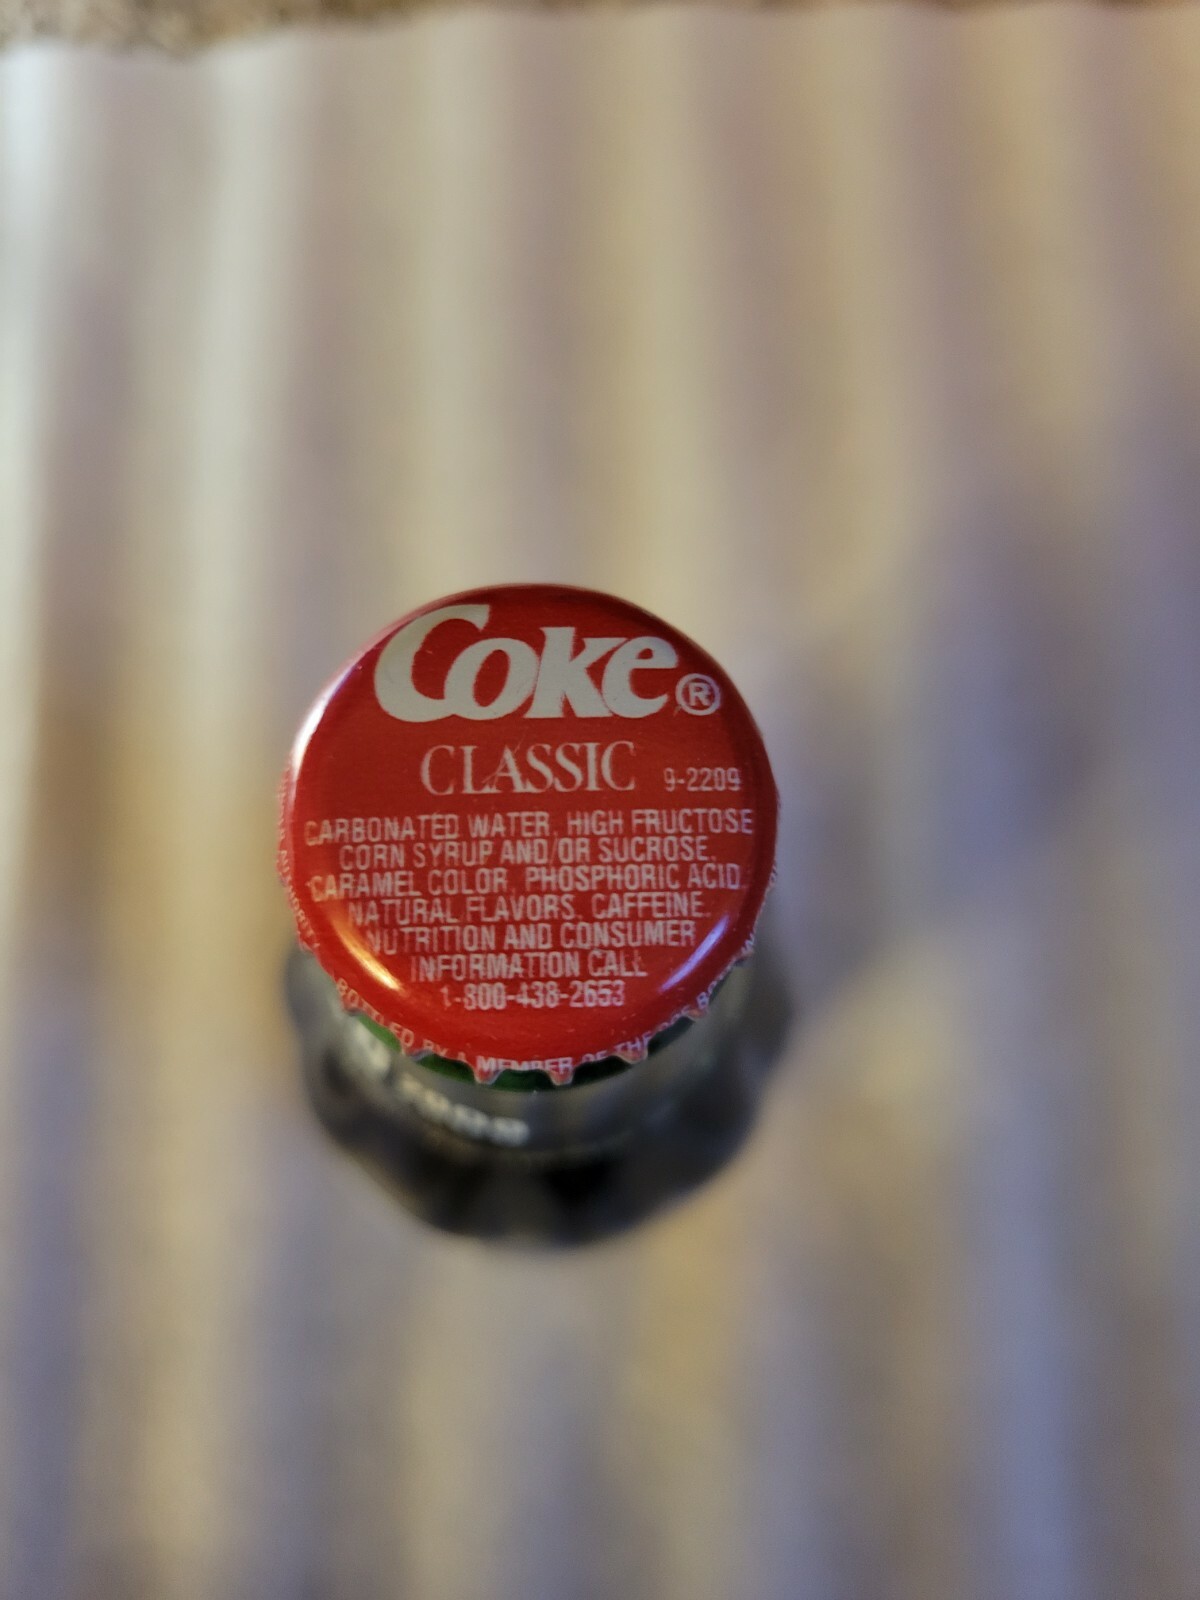 Coke®
CLASSIC 9-2209
CARBONATED WATER, HIGH FRUCTOSE
CORN SYRUP AND/OR SUCROSE,
CARAMEL COLOR, PHOSPHORIC ACID,
NATURAL FLAVORS, CAFFEINE.
NUTRITION AND CONSUMER
INFORMATION CALL
1-800-438-2653
BOTTLED BY A MEMBER OF THE